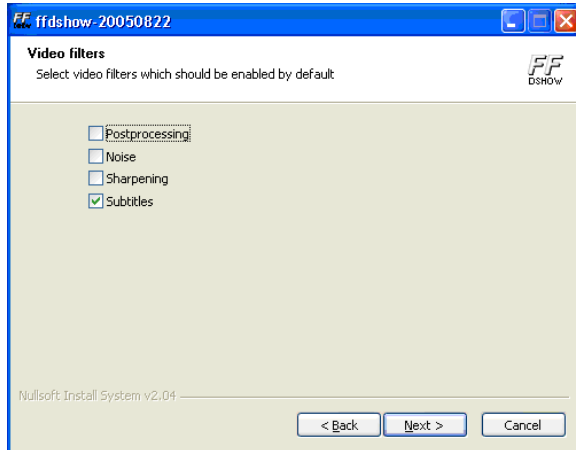 FF ffdshow-20050822
Video filters
Select video filters which should be enabled by default
FF
DSHOW
Postprocessing
Noise
Sharpening
Subtitles
Nullsoft Install System v2.04
< Back
Next >
Cancel